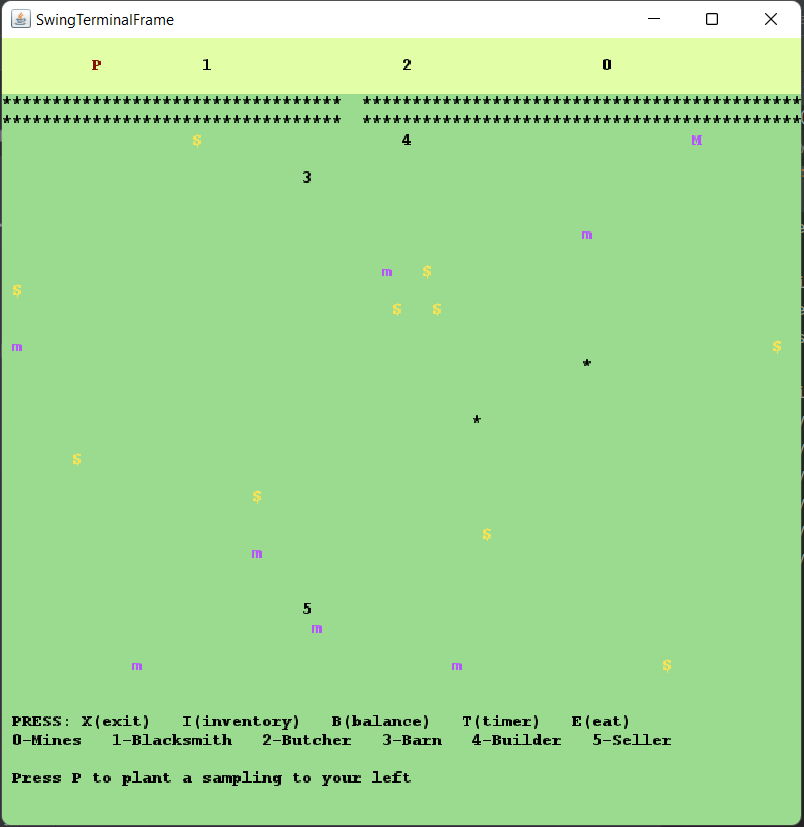 SwingTerminalFrame
P 1 2 0
********************************** ********************************************
********************************** ********************************************
$ 4 M
3
m
m $
$
$ $
m $
*
*
$
$
$
m
5
m
m m $
PRESS: X(exit) I(inventory) B(balance) T(timer) E(eat)
0-Mines 1-Blacksmith 2-Butcher 3-Barn 4-Builder 5-Seller
Press P to plant a sampling to your left